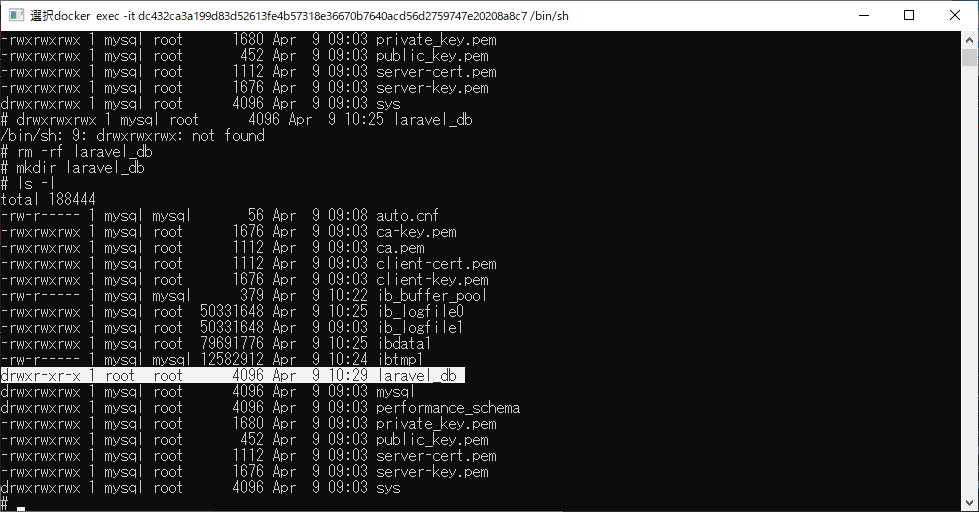 選択docker exec -it dc432ca3a199d83d52613fe4b57318e36670b7640acd56d2759747e20208a8c7 /bin/sh
-rwxrwxrwx 1 mysql root      1680 Apr  9 09:03 private_key.pem
-rwxrwxrwx 1 mysql root       452 Apr  9 09:03 public_key.pem
-rwxrwxrwx 1 mysql root      1112 Apr  9 09:03 server-cert.pem
-rwxrwxrwx 1 mysql root      1676 Apr  9 09:03 server-key.pem
drwxrwxrwx 1 mysql root      4096 Apr  9 09:03 sys
# drwxrwxrwx 1 mysql root      4096 Apr  9 10:25 laravel_db
/bin/sh: 9: drwxrwxrwx: not found
# rm -rf laravel_db
# mkdir laravel_db
# ls -l
total 188444
-rw-r----- 1 mysql mysql       56 Apr  9 09:08 auto.cnf
-rwxrwxrwx 1 mysql root      1676 Apr  9 09:03 ca-key.pem
-rwxrwxrwx 1 mysql root      1112 Apr  9 09:03 ca.pem
-rwxrwxrwx 1 mysql root      1112 Apr  9 09:03 client-cert.pem
-rwxrwxrwx 1 mysql root      1676 Apr  9 09:03 client-key.pem
-rw-r----- 1 mysql mysql      379 Apr  9 10:22 ib_buffer_pool
-rwxrwxrwx 1 mysql root  50331648 Apr  9 10:25 ib_logfile0
-rwxrwxrwx 1 mysql root  50331648 Apr  9 09:03 ib_logfile1
-rwxrwxrwx 1 mysql root  79691776 Apr  9 10:25 ibdata1
-rw-r----- 1 mysql mysql 12582912 Apr  9 10:24 ibtmp1
drwxr-xr-x 1 root  root      4096 Apr  9 10:29 laravel_db
drwxrwxrwx 1 mysql root      4096 Apr  9 09:03 mysql
drwxrwxrwx 1 mysql root      4096 Apr  9 09:03 performance_schema
-rwxrwxrwx 1 mysql root      1680 Apr  9 09:03 private_key.pem
-rwxrwxrwx 1 mysql root       452 Apr  9 09:03 public_key.pem
-rwxrwxrwx 1 mysql root      1112 Apr  9 09:03 server-cert.pem
-rwxrwxrwx 1 mysql root      1676 Apr  9 09:03 server-key.pem
drwxrwxrwx 1 mysql root      4096 Apr  9 09:03 sys
#